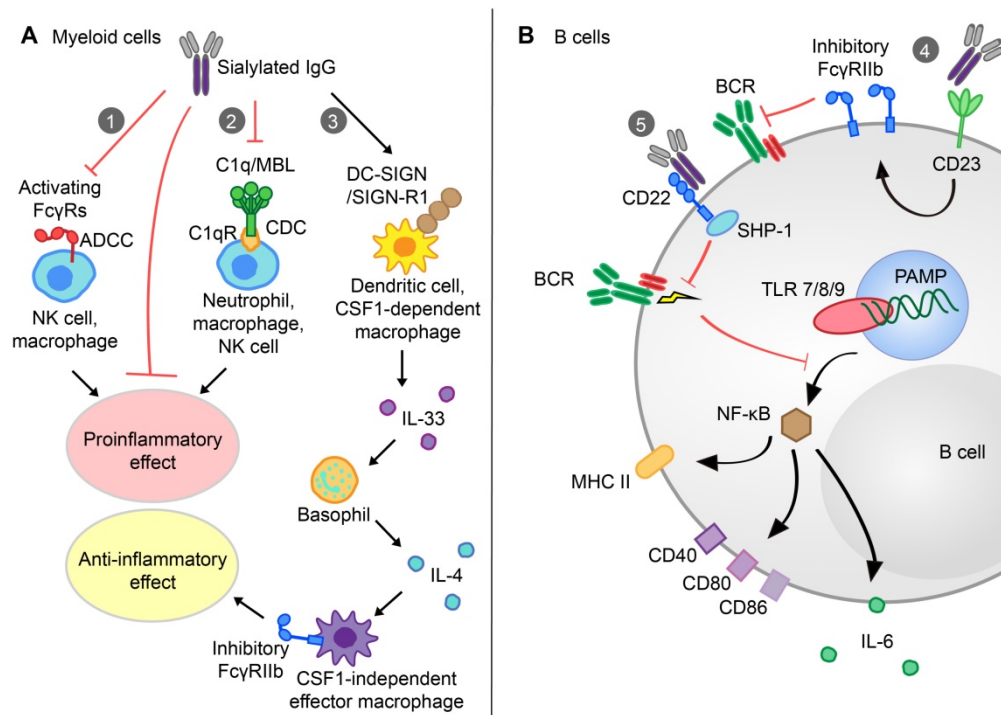 A Myeloid cells
Sialylated IgG
1
2
3
Activating
FcγRs
ADCC
NK cell,
macrophage
C1q/MBL
C1qR
CDC
Neutrophil,
macrophage,
NK cell
DC-SIGN
/SIGN-R1
Dendritic cell,
CSF1-dependent
macrophage
IL-33
Basophil
IL-4
Proinflammatory
effect
Anti-inflammatory
effect
Inhibitory
FcγRIIb
CSF1-independent
effector macrophage
B B cells
Inhibitory
FcγRIIb
4
BCR
5
CD23
CD22
SHP-1
BCR
TLR 7/8/9
PAMP
NF-κB
B cell
MHC II
CD40
CD80
CD86
IL-6